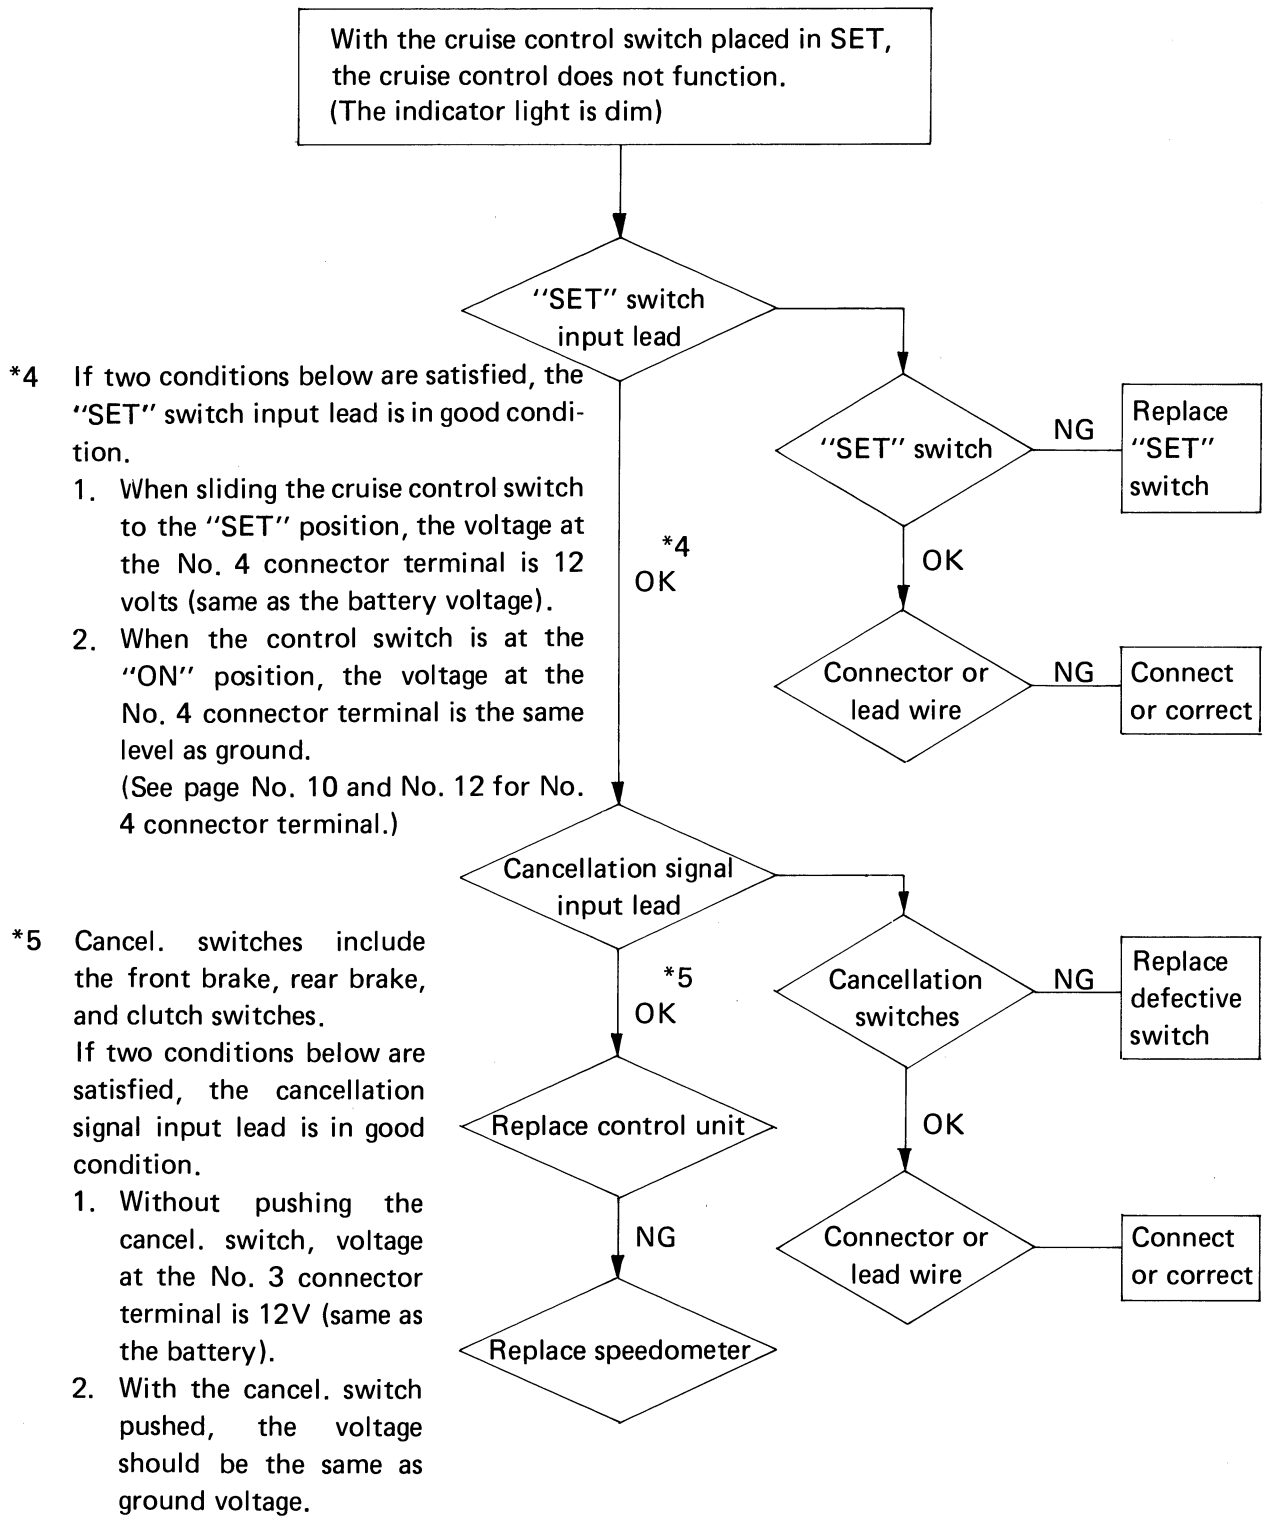 With the cruise control switch placed in SET,
the cruise control does not function.
(The indicator light is dim)
"SET" switch
input lead
*4 If two conditions below are satisfied, the
"SET" switch input lead is in good condi-
tion.
1. When sliding the cruise control switch
to the "SET" position, the voltage at
the No. 4 connector terminal is 12
volts (same as the battery voltage).
2. When the control switch is at the
"ON" position, the voltage at the
No. 4 connector terminal is the same
level as ground.
(See page No. 10 and No. 12 for No.
4 connector terminal.)
*4
OK
"SET" switch
NG
Replace
"SET"
switch
OK
Connector or
lead wire
NG
Connect
or correct
Cancellation signal
input lead
*5 Cancel. switches include
the front brake, rear brake,
and clutch switches.
If two conditions below are
satisfied, the cancellation
signal input lead is in good
condition.
1. Without pushing the
cancel. switch, voltage
at the No. 3 connector
terminal is 12V (same as
the battery).
2. With the cancel. switch
pushed, the voltage
should be the same as
ground voltage.
*5
OK
Cancellation
switches
NG
Replace
defective
switch
Replace control unit
OK
NG
Connector or
lead wire
Connect
or correct
Replace speedometer